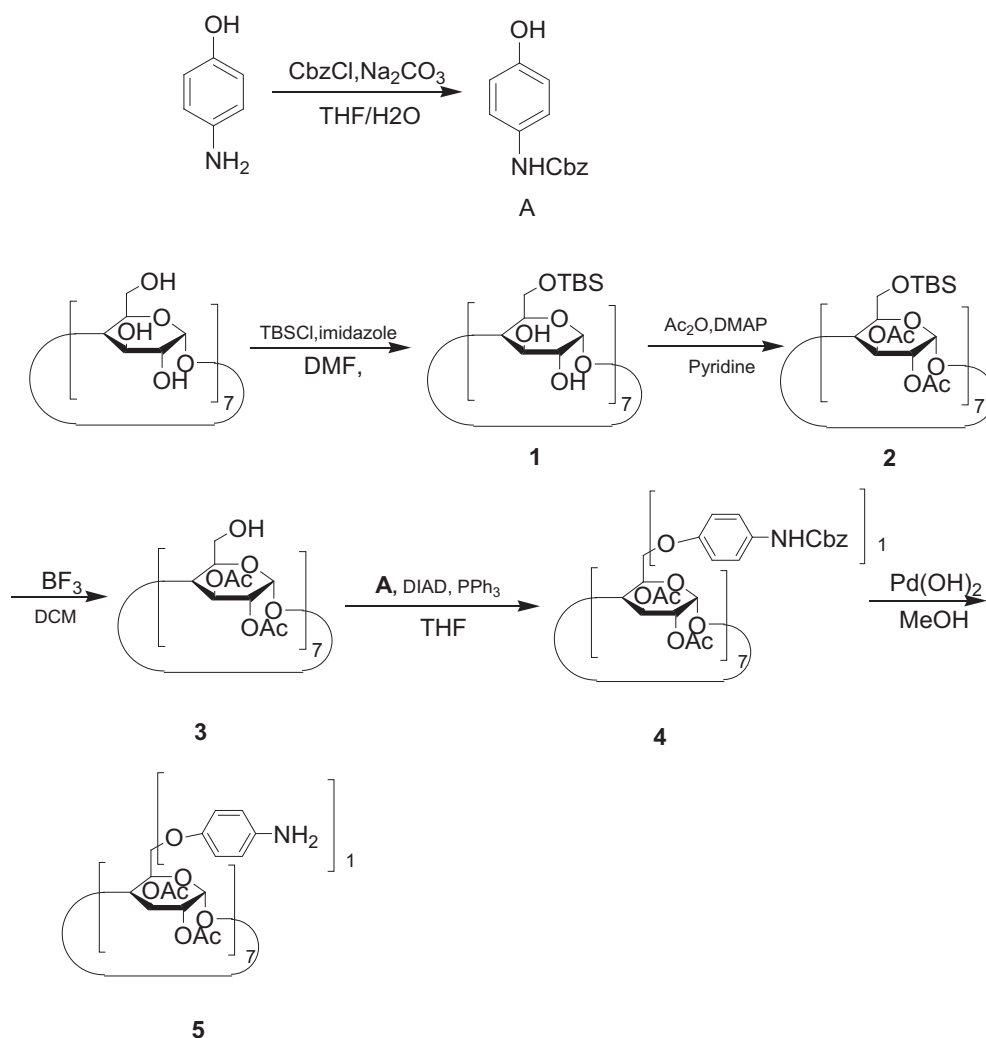 OH
OH
CbzCl,Na₂CO₃
THF/H2O
NH₂
NHCbz
A
OH
OH
O
OH
O
7
TBSCl,imidazole
DMF,
OTBS
OH
O
OH
O
7
1
Ac₂O,DMAP
Pyridine
OTBS
OAC
O
OAc
O
7
2
BF₃
DCM
OH
OAc
O
OAc
O
7
3
A, DIAD, PPh₃
THF
O
NHCbz
1
OAc
O
OAc
O
7
4
Pd(OH)₂
MeOH
O
NH₂
1
OAc
O
OAc
O
7
5